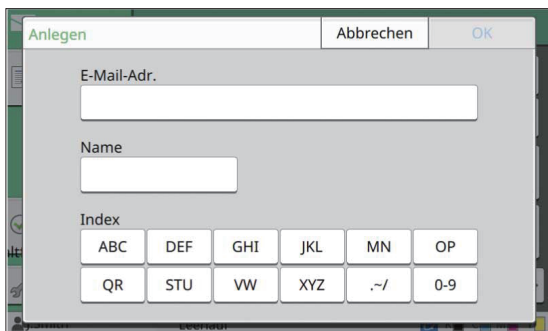 Anlegen Abbrechen OK
E-Mail-Adr.
Name
Index
ABC DEF GHI JKL MN OP
QR STU VW XYZ .~/ 0-9